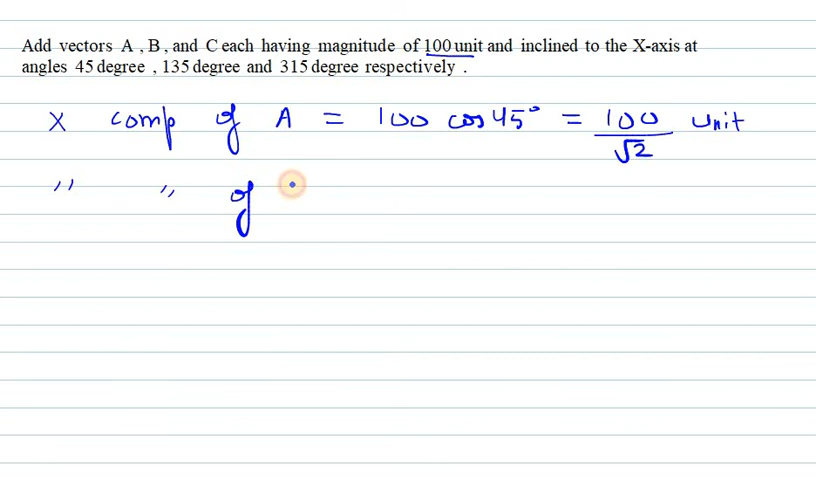 Add vectors A , B , and C each having magnitude of 100 unit and inclined to the X-axis at
angles 45 degree , 135 degree and 315 degree respectively .
X comp of A = 100 cos 45° = 100/√2 unit
" " of